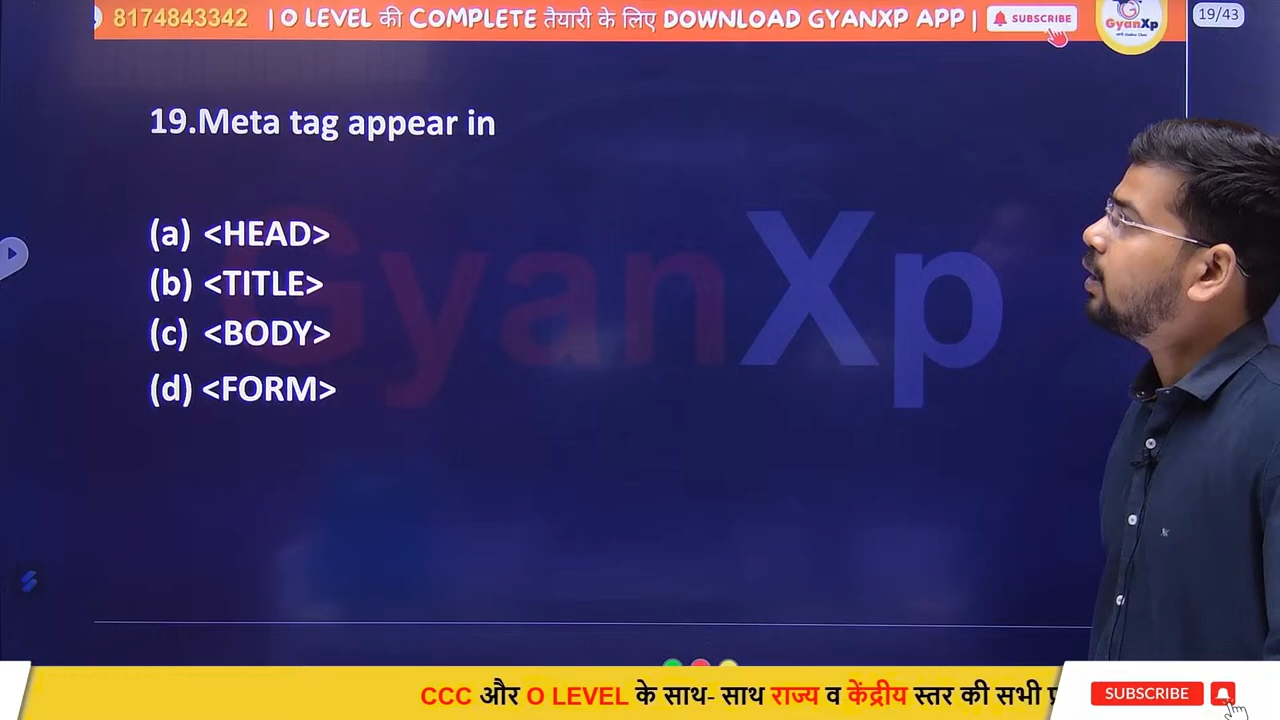 8174843342 | O LEVEL की COMPLETE तैयारी के लिए DOWNLOAD GYANXP APP |
SUBSCRIBE
GyanXp
19/43
19.Meta tag appear in
(a) <HEAD>
(b) <TITLE>
(c) <BODY>
(d) <FORM>
GyanXp
CCC और O LEVEL के साथ- साथ राज्य व केंद्रीय स्तर की सभी
SUBSCRIBE